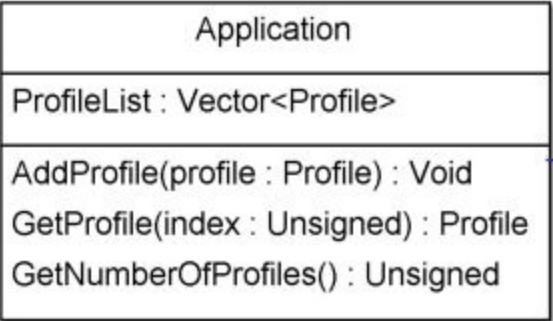 Application
ProfileList : Vector<Profile>
AddProfile(profile : Profile) : Void
GetProfile(index : Unsigned) : Profile
GetNumberOfProfiles() : Unsigned